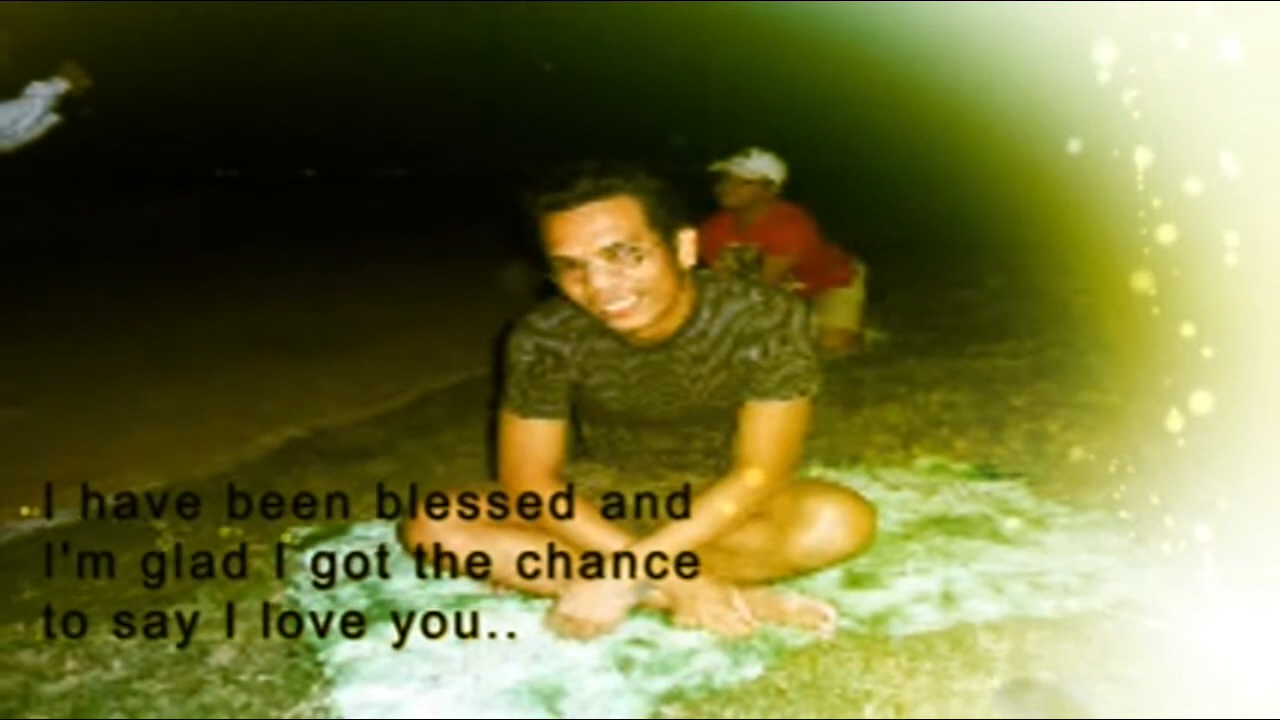 I have been blessed and
I'm glad I got the chance
to say I love you..